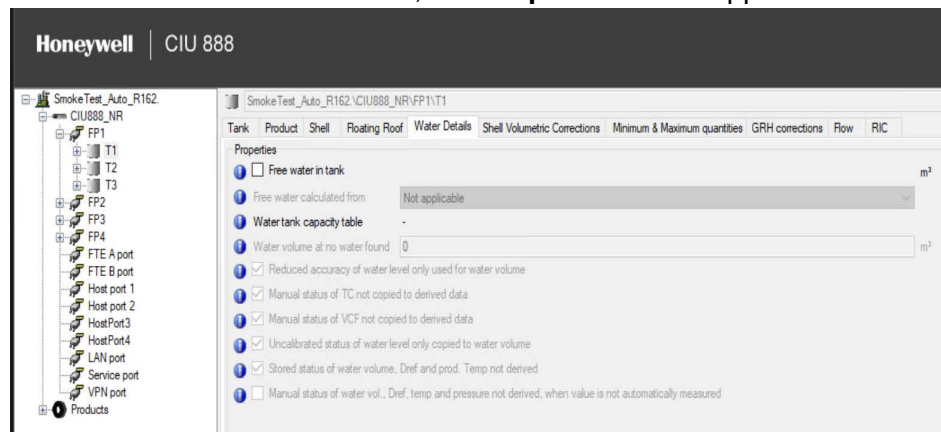 Honeywell | CIU 888
SmokeTest_Auto_R162.
CIU888_NR
FP1
T1
T2
T3
FP2
FP3
FP4
FTE A port
FTE B port
Host port 1
Host port 2
HostPort3
HostPort4
LAN port
Service port
VPN port
Products
SmokeTest_Auto_R162.\CIU888_NR\FP1\T1
Tank Product Shell Floating Roof Water Details Shell Volumetric Corrections Minimum & Maximum quantities GRH corrections Flow RIC
Properties
Free water in tank m³
Free water calculated from Not applicable
Water tank capacity table -
Water volume at no water found 0 m³
Reduced accuracy of water level only used for water volume
Manual status of TC not copied to derived data
Manual status of VCF not copied to derived data
Uncalibrated status of water level only copied to water volume
Stored status of water volume, Dref and prod. Temp not derived
Manual status of water vol., Dref, temp and pressure not derived, when value is not automatically measured